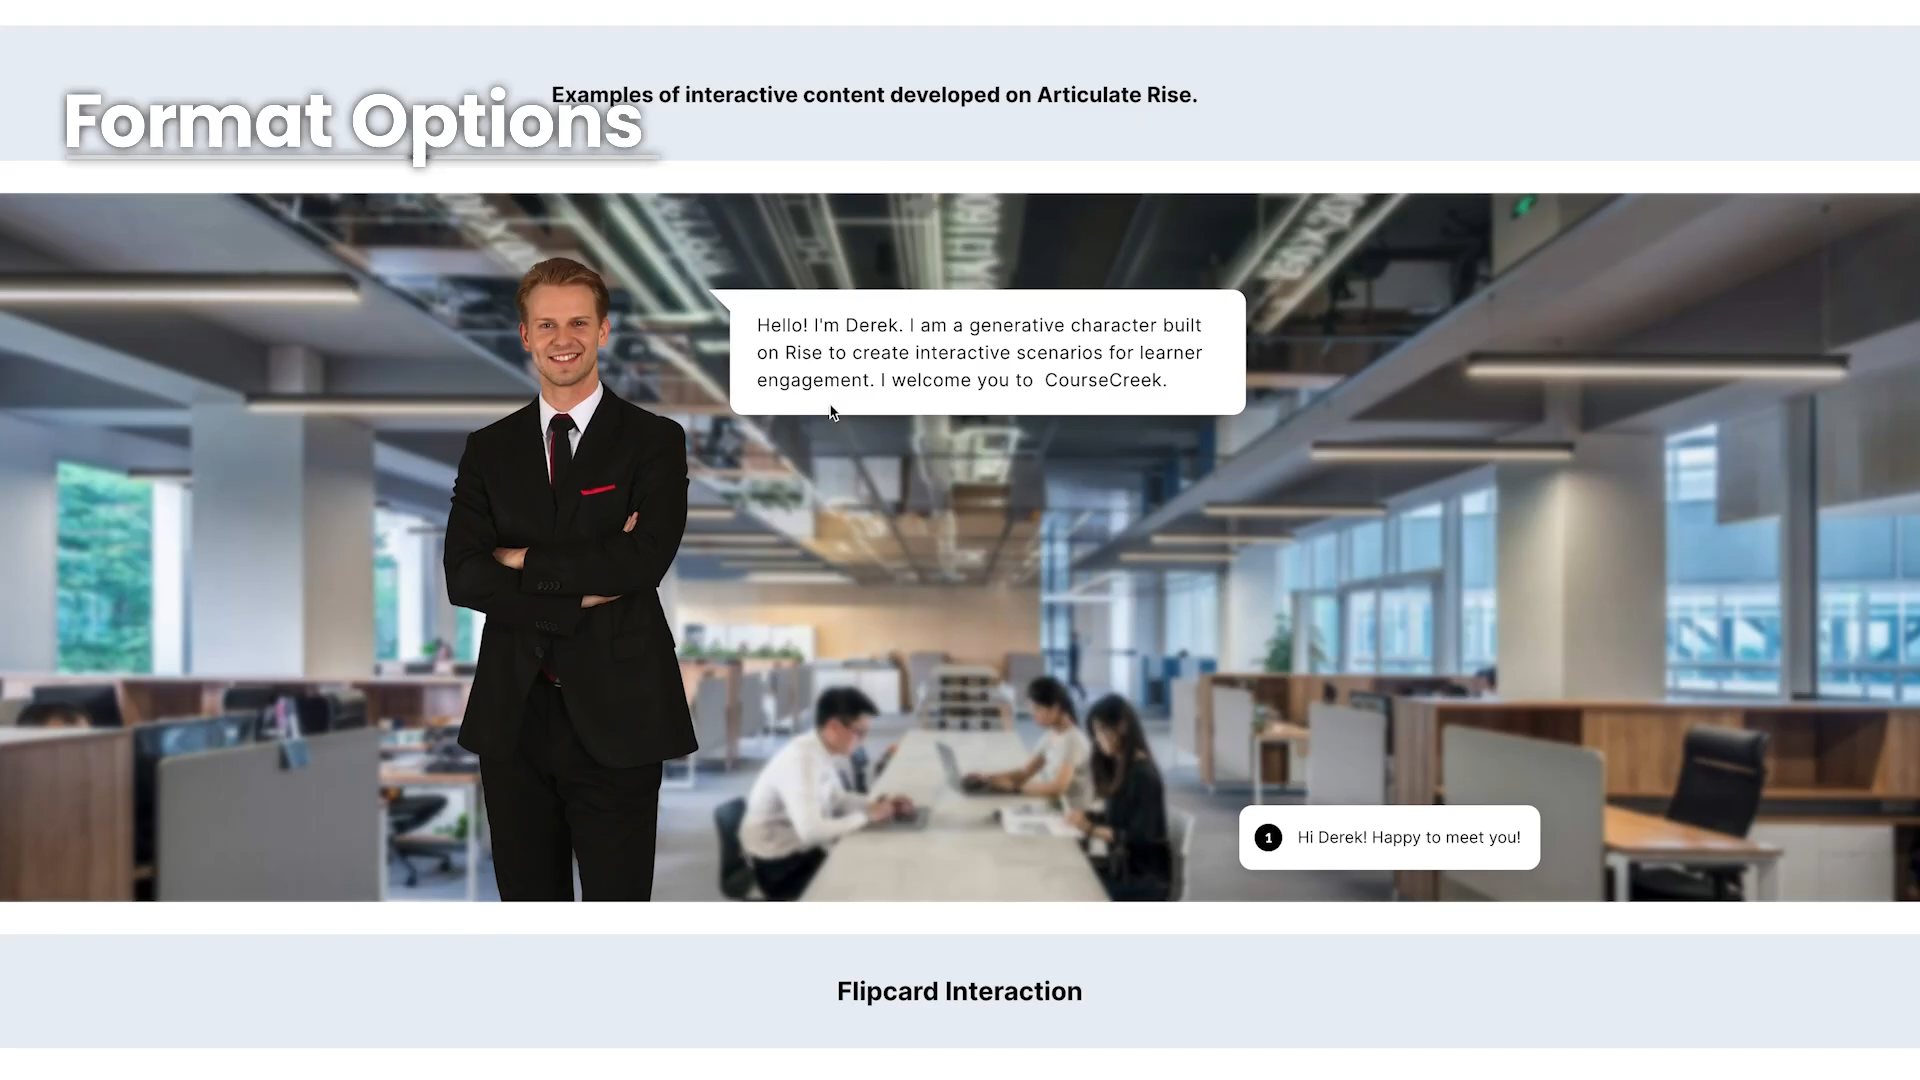 Examples of interactive content developed on Articulate Rise.
Format Options
Hello! I'm Derek. I am a generative character built
on Rise to create interactive scenarios for learner
engagement. I welcome you to  CourseCreek.
1 Hi Derek! Happy to meet you!
Flipcard Interaction